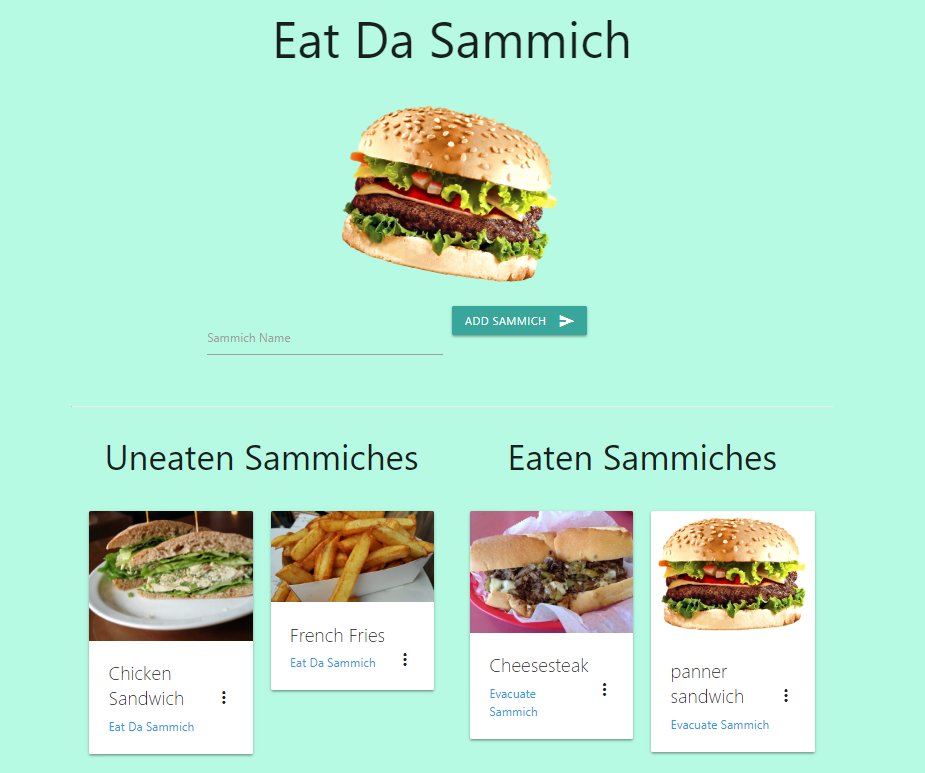 Eat Da Sammich
Sammich Name
ADD SAMMICH
Uneaten Sammiches
Eaten Sammiches
Chicken
Sandwich
Eat Da Sammich
French Fries
Eat Da Sammich
Cheesesteak
Evacuate
Sammich
panner
sandwich
Evacuate Sammich